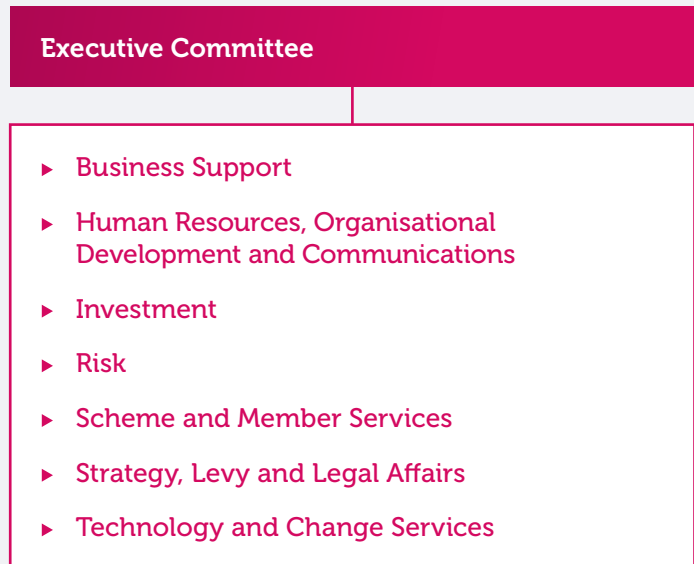 Executive Committee
Business Support
Human Resources, Organisational
Development and Communications
Investment
Risk
Scheme and Member Services
Strategy, Levy and Legal Affairs
Technology and Change Services